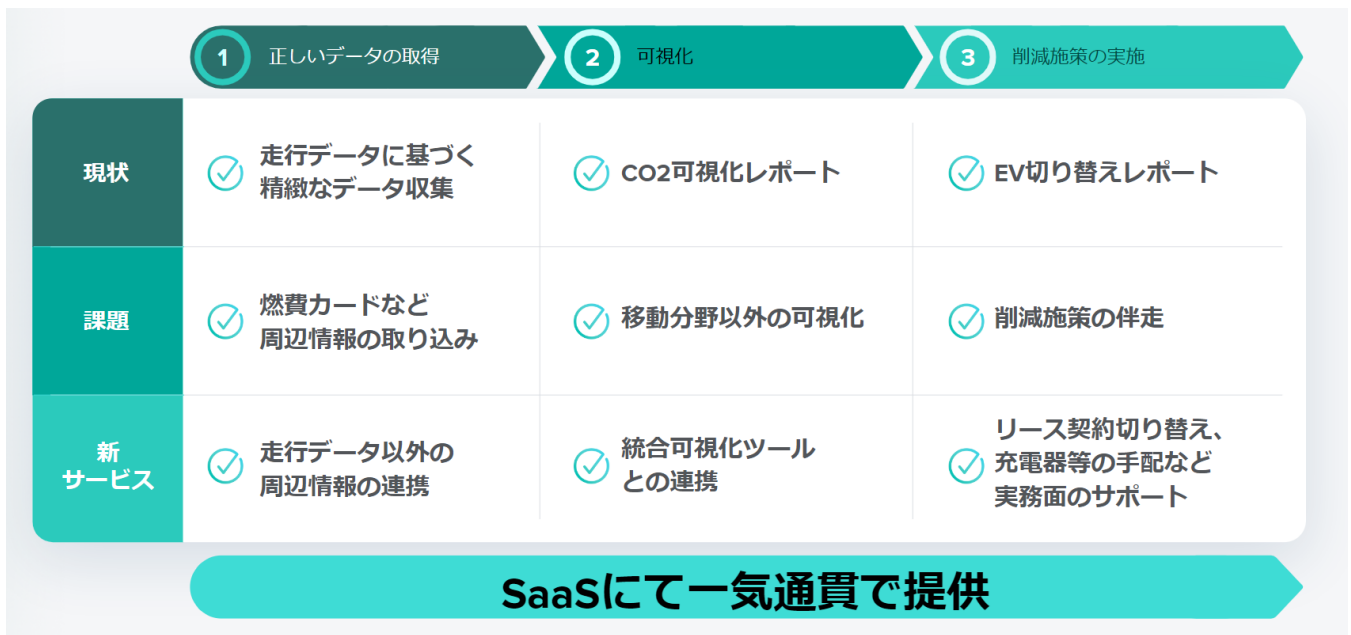 1 正しいデータの取得
2 可視化
3 削減施策の実施
現状
走行データに基づく
精緻なデータ収集
CO2可視化レポート
EV切り替えレポート
課題
燃費カードなど
周辺情報の取り込み
移動分野以外の可視化
削減施策の伴走
新
サービス
走行データ以外の
周辺情報の連携
統合可視化ツール
との連携
リース契約切り替え、
充電器等の手配など
実務面のサポート
SaaSにて一気通貫で提供